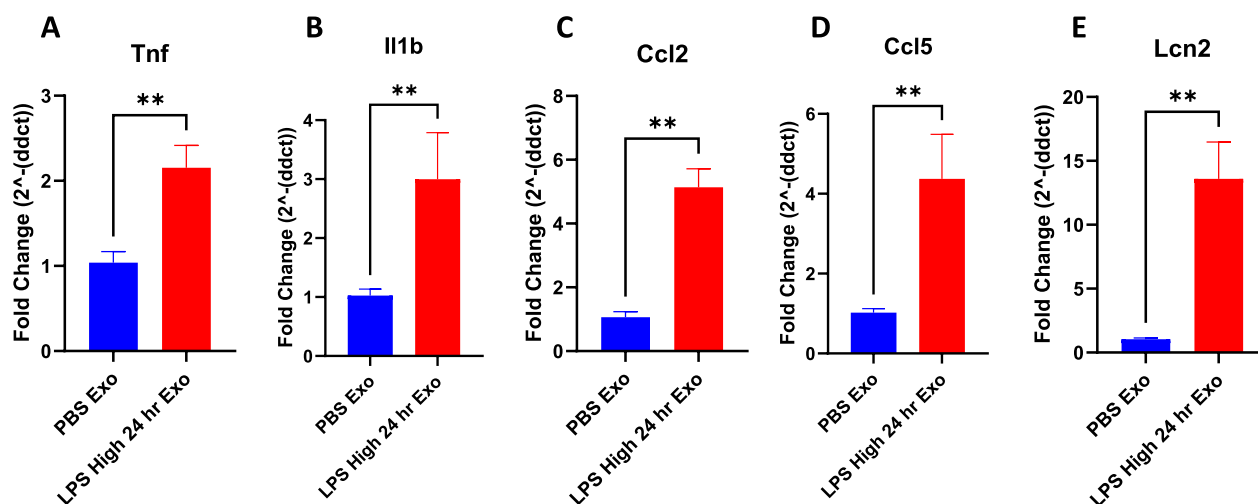 A
Tnf
Fold Change (2^-(ddct))
3
2
1
0
**
PBS Exo
LPS High 24 hr Exo
B
Il1b
Fold Change (2^-(ddct))
4
3
2
1
0
**
PBS Exo
LPS High 24 hr Exo
C
Ccl2
Fold Change (2^-(ddct))
8
6
4
2
0
**
PBS Exo
LPS High 24 hr Exo
D
Ccl5
Fold Change (2^-(ddct))
6
4
2
0
**
PBS Exo
LPS High 24 hr Exo
E
Lcn2
Fold Change (2^-(ddct))
20
15
10
5
0
**
PBS Exo
LPS High 24 hr Exo